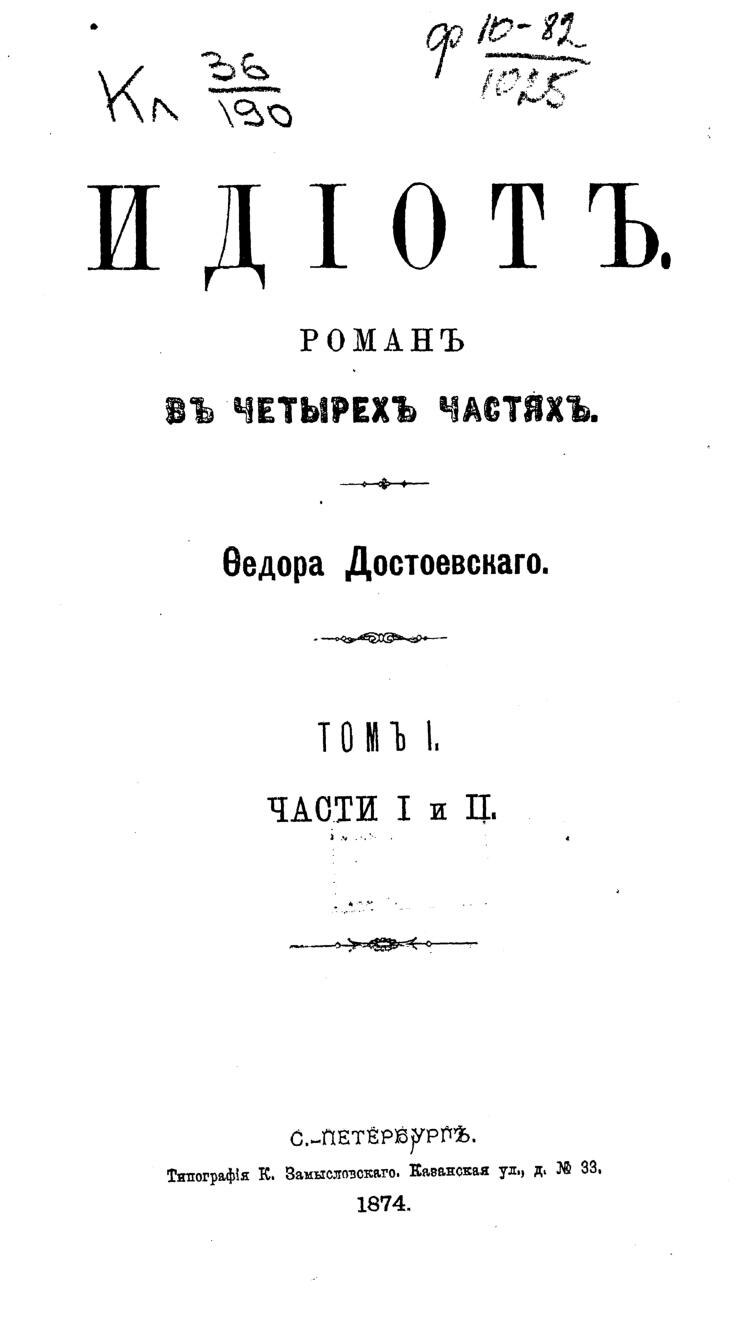 ф 10-82
1025
Кл 36
190
ИДІОТЪ.
РОМАНЪ
ВЪ ЧЕТЫРЕХЪ ЧАСТЯХЪ.
Ѳедора Достоевскаго.
ТОМЪ I.
ЧАСТИ I и II.
С.-ПЕТЕРБУРГЪ.
Типографія К. Замысловскаго. Казанская ул., д. № 33.
1874.